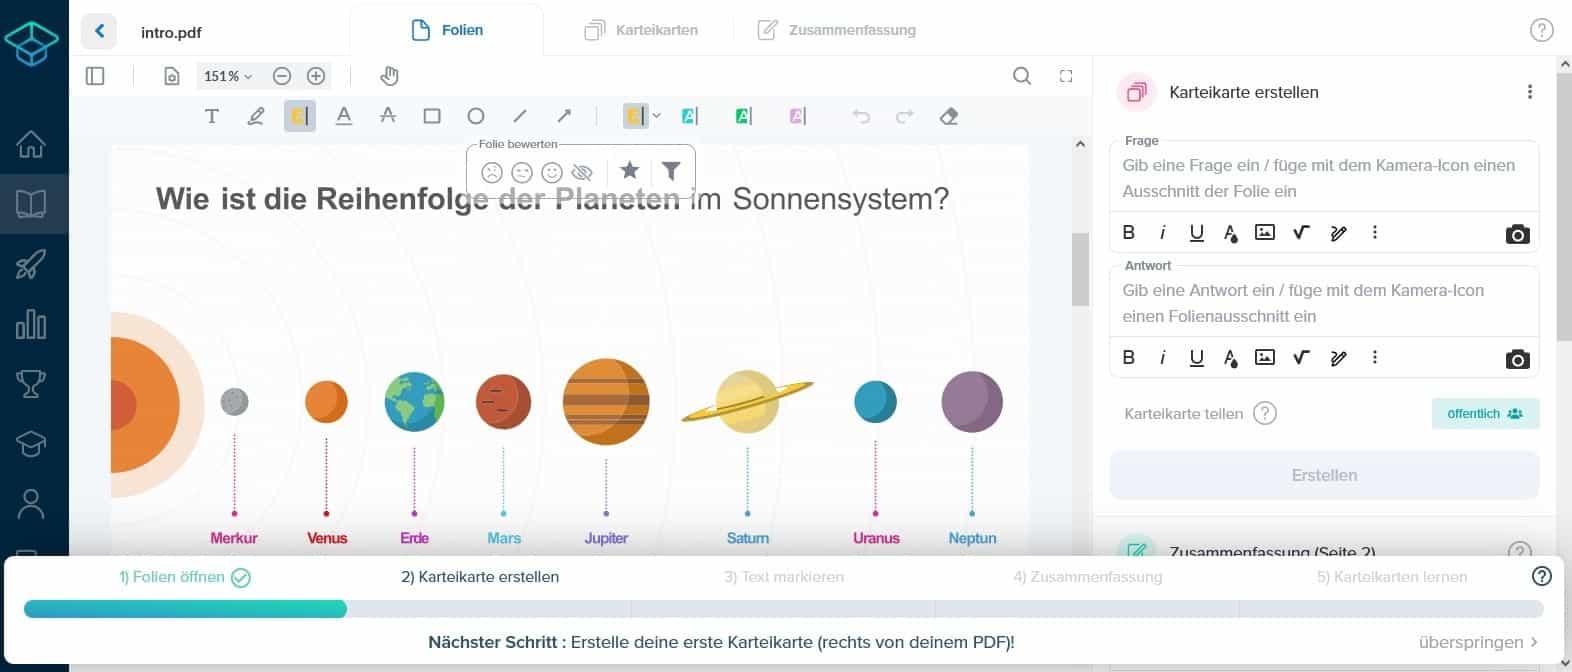 intro.pdf
Folien
Karteikarten
Zusammenfassung
151%
Folie bewerten
Wie ist die Reihenfolge der Planeten im Sonnensystem?
Merkur
Venus
Erde
Mars
Jupiter
Saturn
Uranus
Neptun
Karteikarte erstellen
Frage
Gib eine Frage ein / füge mit dem Kamera-Icon einen
Ausschnitt der Folie ein
B i U A
Antwort
Gib eine Antwort ein / füge mit dem Kamera-Icon
einen Folienausschnitt ein
B i U A
Karteikarte teilen ?
öffentlich
Erstellen
Zusammenfassung (Seite 2)
1) Folien öffnen
2) Karteikarte erstellen
3) Text markieren
4) Zusammenfassung
5) Karteikarten lernen
Nächster Schritt : Erstelle deine erste Karteikarte (rechts von deinem PDF)!
überspringen >